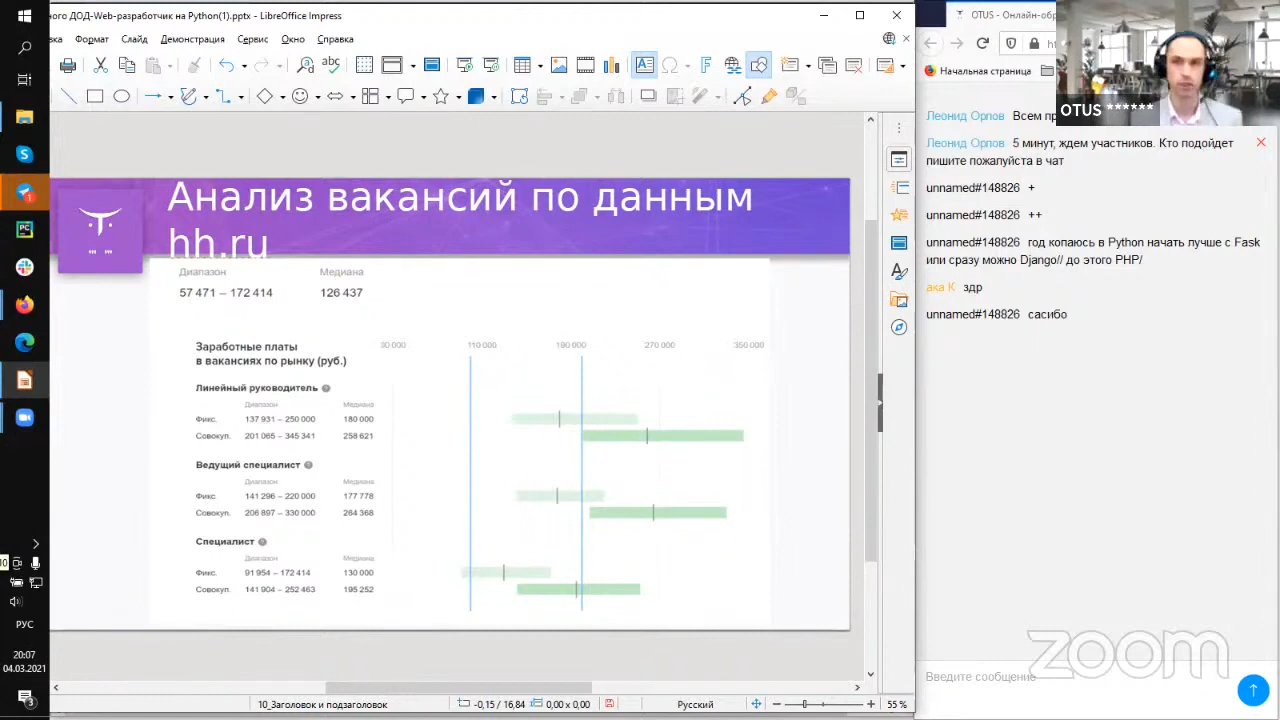 ного ДОД-Web-разработчик на Python(1).pptx - LibreOffice Impress
вка Формат Слайд Демонстрация Сервис Окно Справка
Анализ вакансий по данным
hh.ru
Диапазон Медиана
57 471 – 172 414 126 437
Заработные платы
в вакансиях по рынку (руб.)
30 000 110 000 190 000 270 000 350 000
Линейный руководитель
Диапазон Медиана
Фикс. 137 931 – 250 000 180 000
Совокуп. 201 065 – 345 341 258 621
Ведущий специалист
Диапазон Медиана
Фикс. 141 296 – 220 000 177 778
Совокуп. 206 897 – 330 000 264 368
Специалист
Диапазон Медиана
Фикс. 91 954 – 172 414 130 000
Совокуп. 141 904 – 252 463 195 252
10_Заголовок и подзаголовок -0,15 / 16,84 0,00 x 0,00 Русский 55 %
РУС
20:07
04.03.2021
OTUS - Онлайн-обр
Начальная страница
OTUS ******
Леонид Орлов Всем пр
Леонид Орлов 5 минут, ждем участников. Кто подойдет
пишите пожалуйста в чат
unnamed#148826 +
unnamed#148826 ++
unnamed#148826 год копаюсь в Python начать лучше с Fask
или сразу можно Django// до этого PHP/
ака К здр
unnamed#148826 сасибо
zoom
Введите сообщение